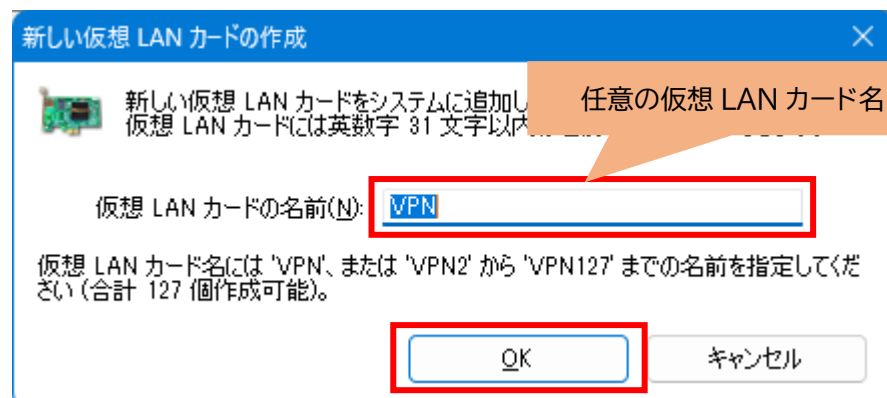 新しい仮想 LAN カードの作成
新しい仮想 LAN カードをシステムに追加し
任意の仮想 LAN カード名
仮想 LAN カードには英数字 31 文字以内
仮想 LAN カードの名前(N):
VPN
仮想 LAN カード名には 'VPN'、または 'VPN2' から 'VPN127' までの名前を指定してくだ
さい (合計 127 個作成可能)。
OK
キャンセル